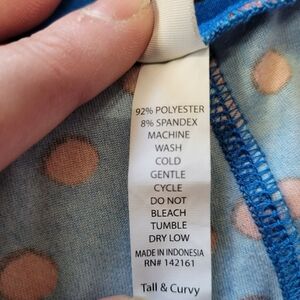 92% POLYESTER
8% SPANDEX
MACHINE
WASH
COLD
GENTLE
CYCLE
DO NOT
BLEACH
TUMBLE
DRY LOW
MADE IN INDONESIA
RN# 142161
Tall & Curvy